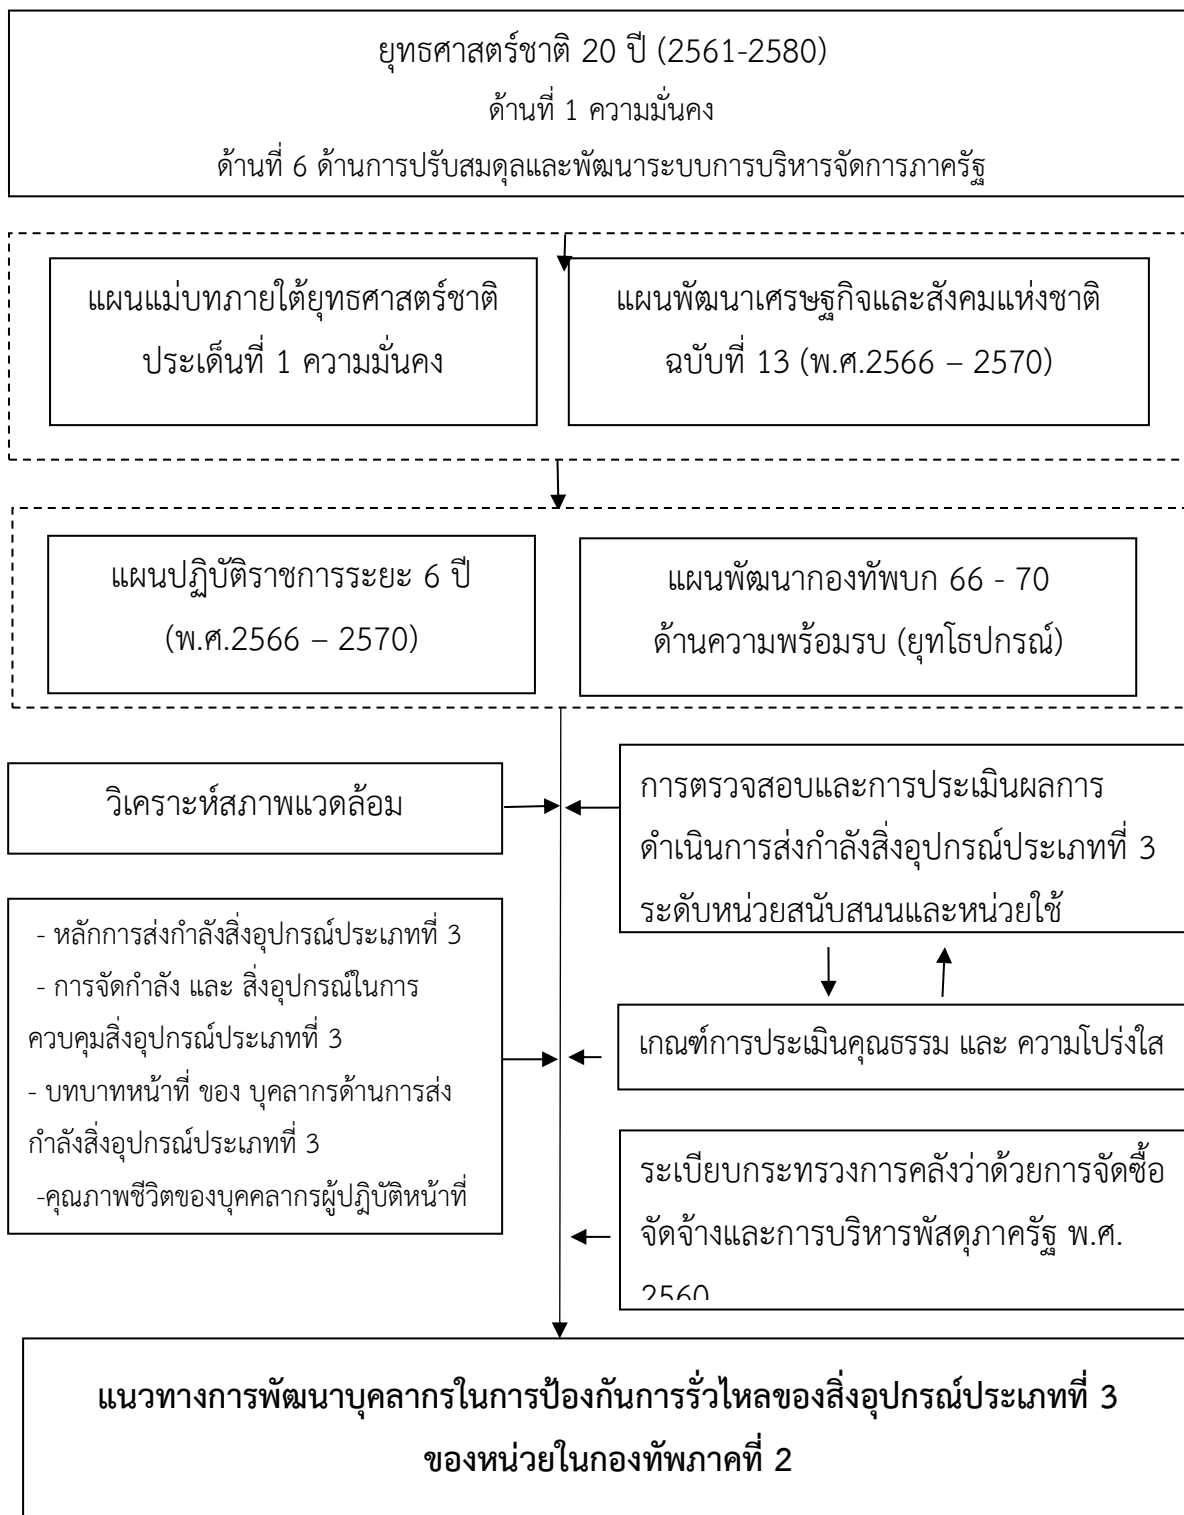 ยุทธศาสตร์ชาติ 20 ปี (2561-2580)
ด้านที่ 1 ความมั่นคง
ด้านที่ 6 ด้านการปรับสมดุลและพัฒนาระบบการบริหารจัดการภาครัฐ
แผนแม่บทภายใต้ยุทธศาสตร์ชาติ
ประเด็นที่ 1 ความมั่นคง
แผนพัฒนาเศรษฐกิจและสังคมแห่งชาติ
ฉบับที่ 13 (พ.ศ.2566 – 2570)
แผนปฏิบัติราชการระยะ 6 ปี
(พ.ศ.2566 – 2570)
แผนพัฒนากองทัพบก 66 - 70
ด้านความพร้อมรบ (ยุทโธปกรณ์)
วิเคราะห์สภาพแวดล้อม
การตรวจสอบและการประเมินผลการ
ดำเนินการส่งกำลังสิ่งอุปกรณ์ประเภทที่ 3
ระดับหน่วยสนับสนนและหน่วยใช้
- หลักการส่งกำลังสิ่งอุปกรณ์ประเภทที่ 3
- การจัดกำลัง และ สิ่งอุปกรณ์ในการ
ควบคุมสิ่งอุปกรณ์ประเภทที่ 3
- บทบาทหน้าที่ ของ บุคลากรด้านการส่ง
กำลังสิ่งอุปกรณ์ประเภทที่ 3
-คุณภาพชีวิตของบุคคลากรผู้ปฎิบัติหน้าที่
เกณฑ์การประเมินคุณธรรม และ ความโปร่งใส
ระเบียบกระทรวงการคลังว่าด้วยการจัดซื้อ
จัดจ้างและการบริหารพัสดุภาครัฐ พ.ศ.
2560
แนวทางการพัฒนาบุคลากรในการป้องกันการรั่วไหลของสิ่งอุปกรณ์ประเภทที่ 3
ของหน่วยในกองทัพภาคที่ 2